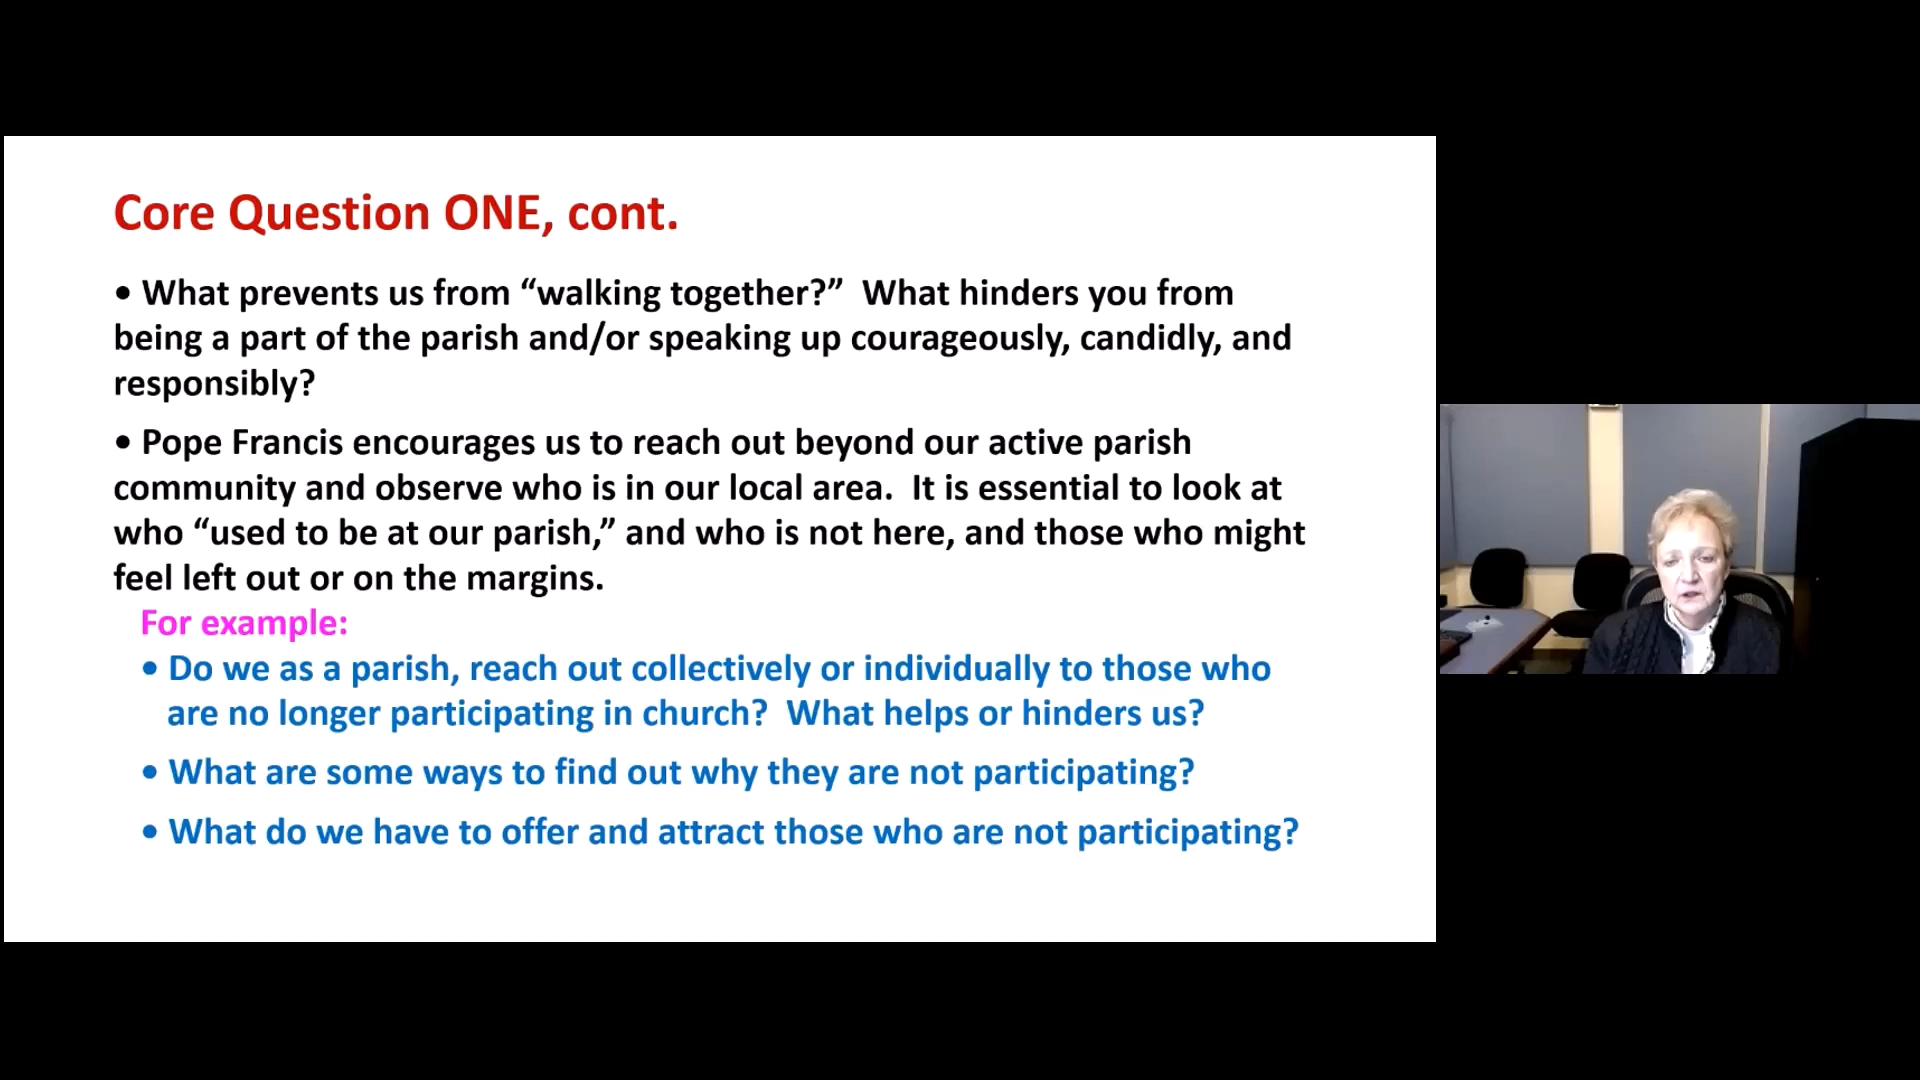 Core Question ONE, cont.
• What prevents us from “walking together?”  What hinders you from
being a part of the parish and/or speaking up courageously, candidly, and
responsibly?
• Pope Francis encourages us to reach out beyond our active parish
community and observe who is in our local area.  It is essential to look at
who “used to be at our parish,” and who is not here, and those who might
feel left out or on the margins.
For example:
• Do we as a parish, reach out collectively or individually to those who
are no longer participating in church?  What helps or hinders us?
• What are some ways to find out why they are not participating?
• What do we have to offer and attract those who are not participating?